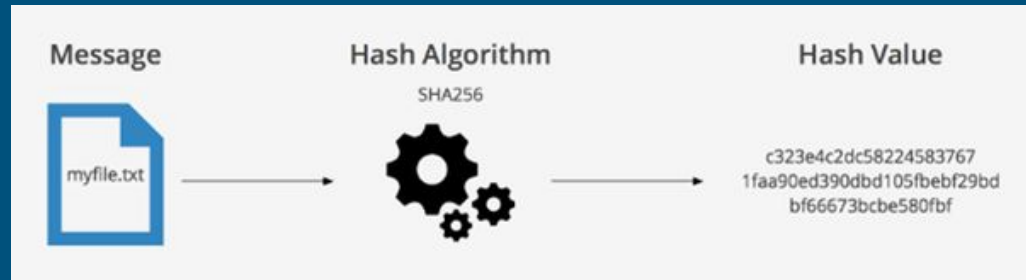 Message
Hash Algorithm
Hash Value
SHA256
myfile.txt
c323e4c2dc58224583767
1faa90ed390dbd105fbebf29bd
bf66673bcbe580fbf